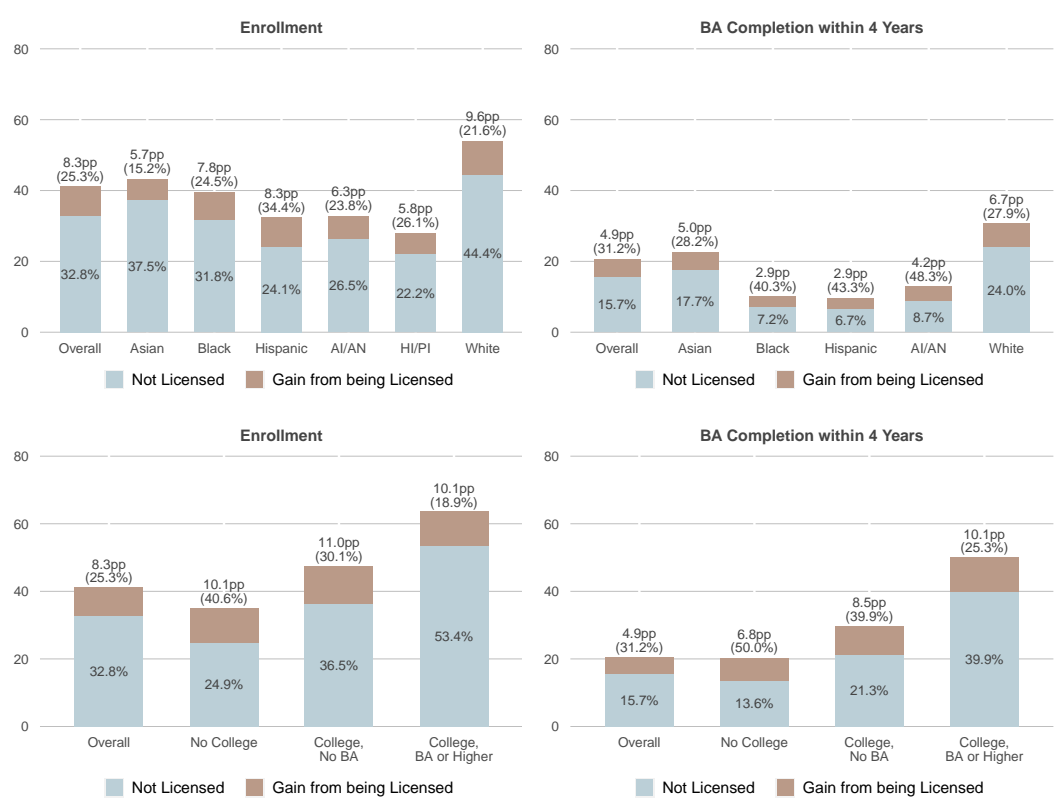 Enrollment
80
60
40
20
0
8.3pp
(25.3%)
5.7pp
(15.2%)
7.8pp
(24.5%)
8.3pp
(34.4%)
6.3pp
(23.8%)
5.8pp
(26.1%)
9.6pp
(21.6%)
32.8%
37.5%
31.8%
24.1%
26.5%
22.2%
44.4%
Overall
Asian
Black
Hispanic
AI/AN
HI/PI
White
Not Licensed
Gain from being Licensed
BA Completion within 4 Years
80
60
40
20
0
4.9pp
(31.2%)
5.0pp
(28.2%)
2.9pp
(40.3%)
2.9pp
(43.3%)
4.2pp
(48.3%)
6.7pp
(27.9%)
15.7%
17.7%
7.2%
6.7%
8.7%
24.0%
Overall
Asian
Black
Hispanic
AI/AN
White
Not Licensed
Gain from being Licensed
Enrollment
80
60
40
20
0
8.3pp
(25.3%)
10.1pp
(40.6%)
11.0pp
(30.1%)
10.1pp
(18.9%)
32.8%
24.9%
36.5%
53.4%
Overall
No College
College,
No BA
College,
BA or Higher
Not Licensed
Gain from being Licensed
BA Completion within 4 Years
80
60
40
20
0
4.9pp
(31.2%)
6.8pp
(50.0%)
8.5pp
(39.9%)
10.1pp
(25.3%)
15.7%
13.6%
21.3%
39.9%
Overall
No College
College,
No BA
College,
BA or Higher
Not Licensed
Gain from being Licensed